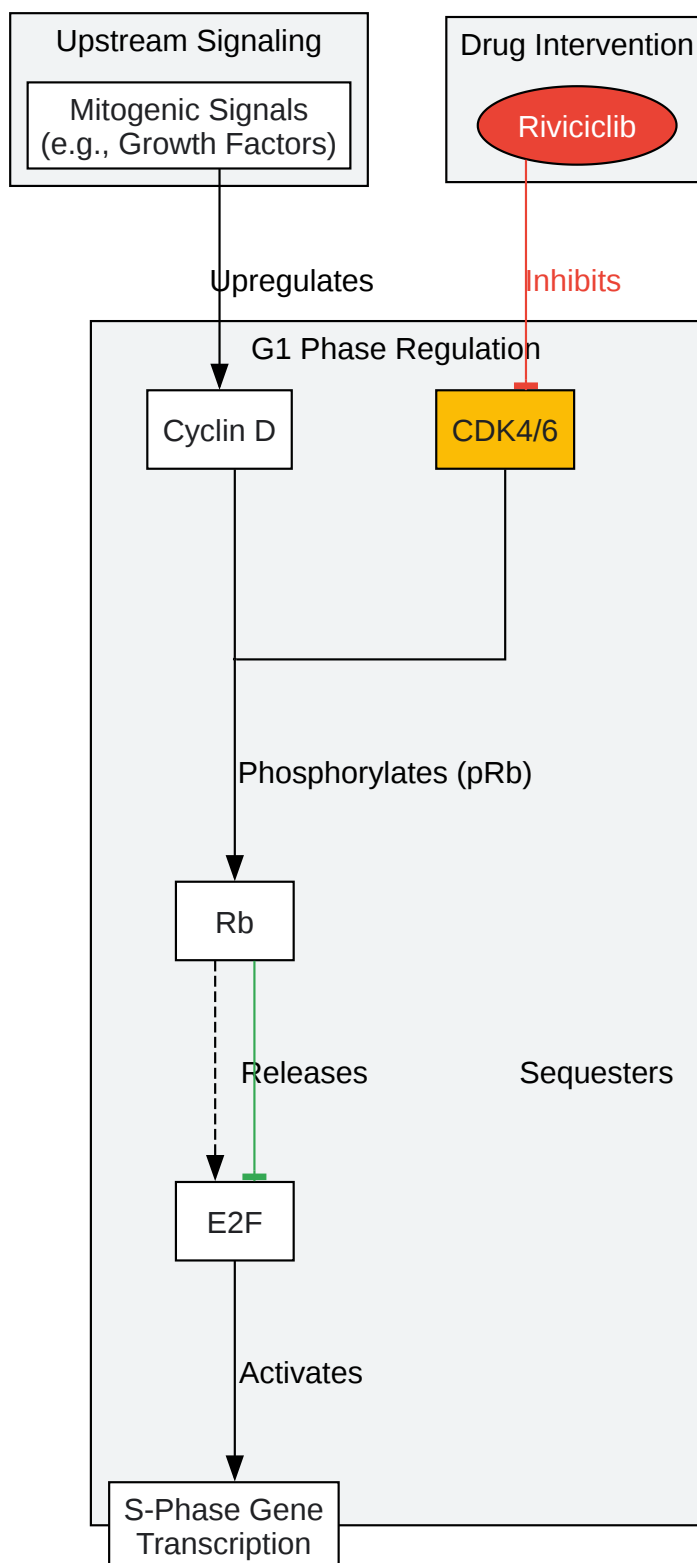 Upstream Signaling
Drug Intervention
Mitogenic Signals
(e.g., Growth Factors)
Riviciclib
Upregulates
Inhibits
G1 Phase Regulation
Cyclin D
CDK4/6
Phosphorylates (pRb)
Rb
Releases
Sequesters
E2F
Activates
S-Phase Gene
Transcription